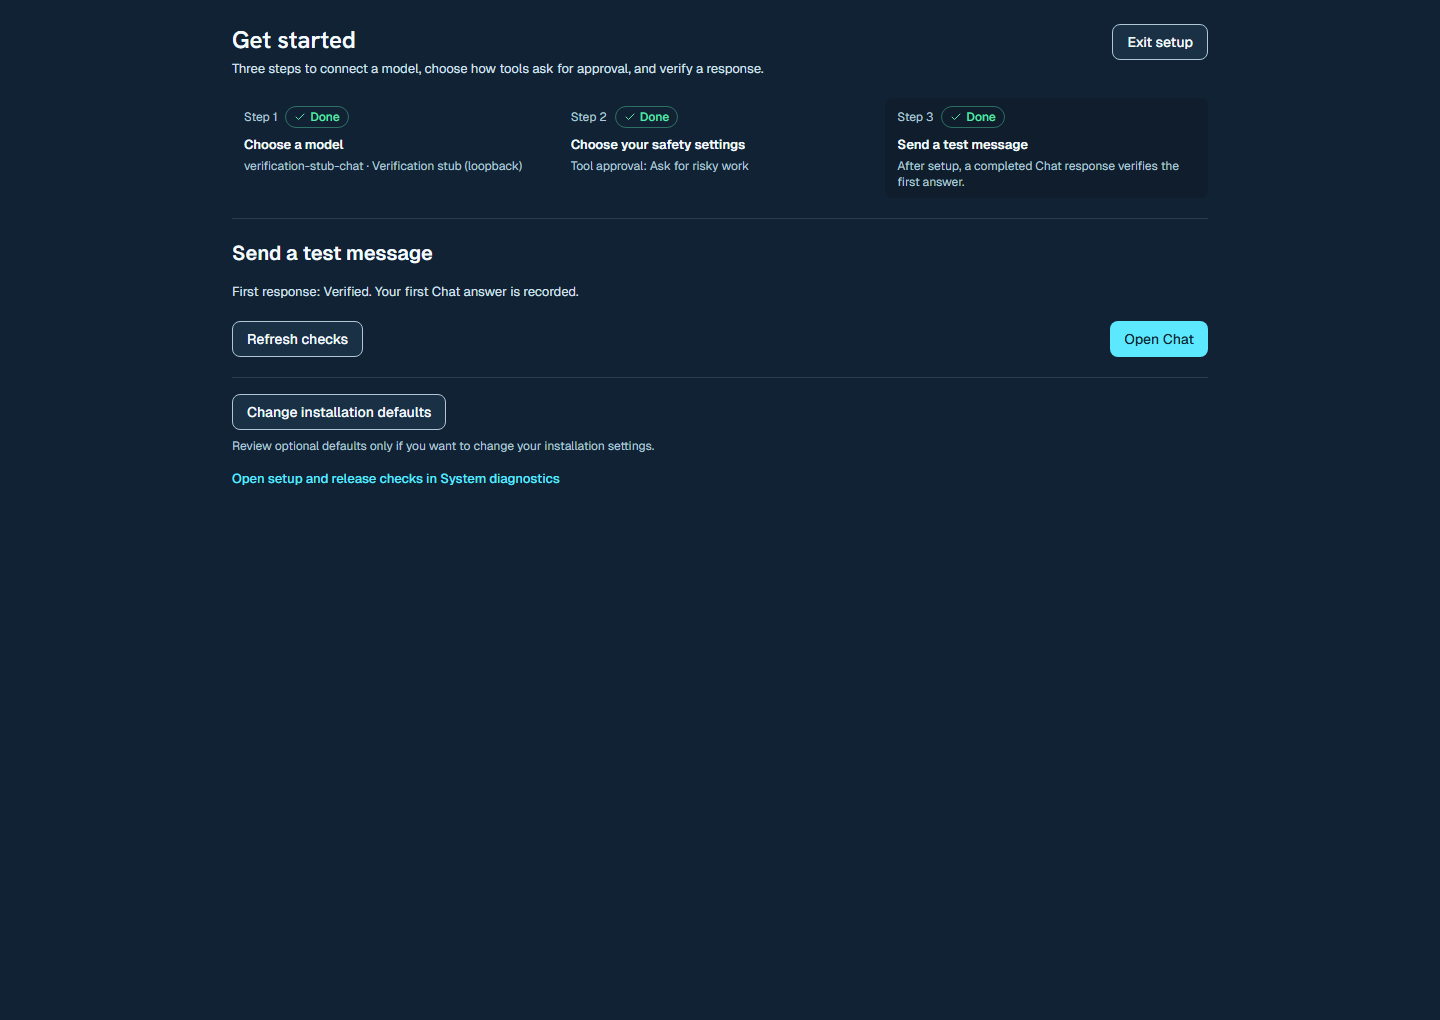 Get started
Exit setup
Three steps to connect a model, choose how tools ask for approval, and verify a response.
Step 1 Done
Choose a model
verification-stub-chat · Verification stub (loopback)
Step 2 Done
Choose your safety settings
Tool approval: Ask for risky work
Step 3 Done
Send a test message
After setup, a completed Chat response verifies the
first answer.
Send a test message
First response: Verified. Your first Chat answer is recorded.
Refresh checks
Open Chat
Change installation defaults
Review optional defaults only if you want to change your installation settings.
Open setup and release checks in System diagnostics